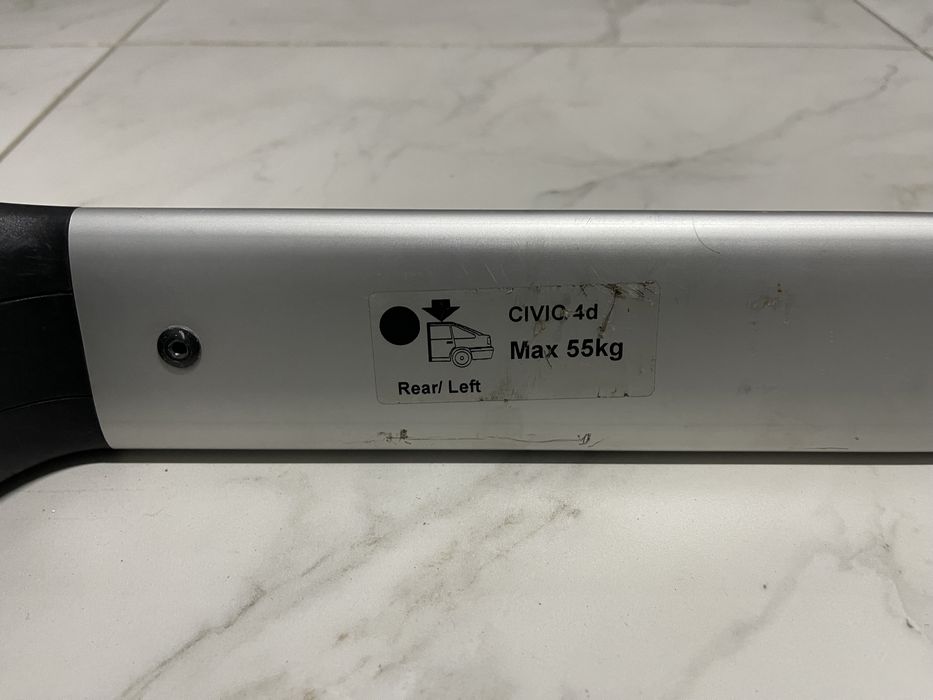 CIVIC 4d
Max 55kg
Rear/ Left